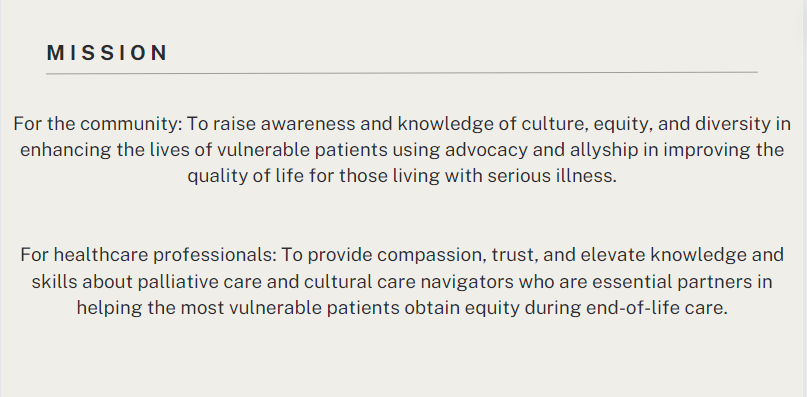 MISSION
For the community: To raise awareness and knowledge of culture, equity, and diversity in
enhancing the lives of vulnerable patients using advocacy and allyship in improving the
quality of life for those living with serious illness.
For healthcare professionals: To provide compassion, trust, and elevate knowledge and
skills about palliative care and cultural care navigators who are essential partners in
helping the most vulnerable patients obtain equity during end-of-life care.